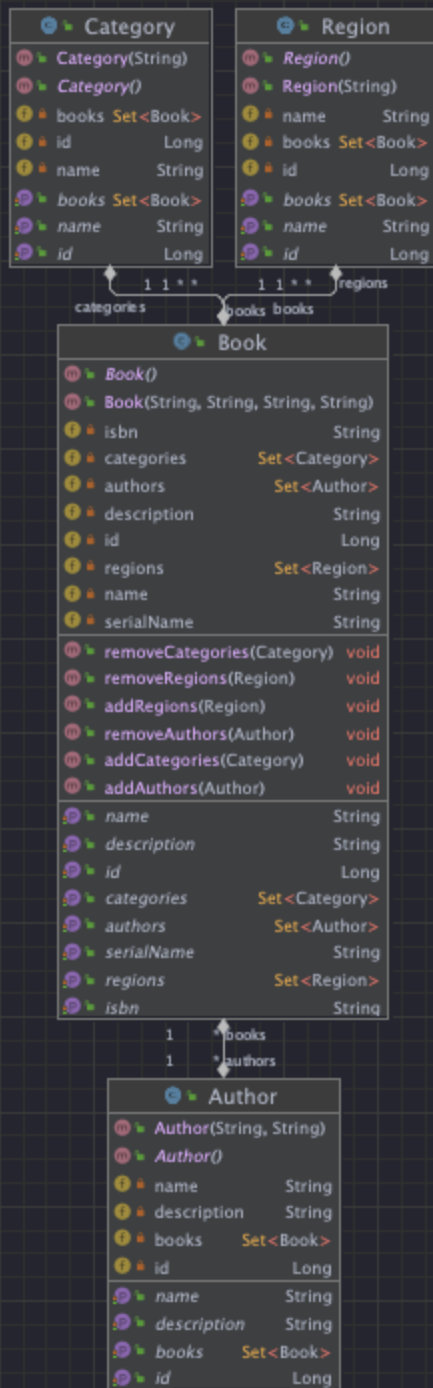 Category
Category(String)
Category()
books Set<Book>
id Long
name String
books Set<Book>
name String
id Long
Region
Region()
Region(String)
name String
books Set<Book>
id Long
books Set<Book>
name String
id Long
1 1 * *
1 1 * *
regions
categories
books books
Book
Book()
Book(String, String, String, String)
isbn String
categories Set<Category>
authors Set<Author>
description String
id Long
regions Set<Region>
name String
serialName String
removeCategories(Category) void
removeRegions(Region) void
addRegions(Region) void
removeAuthors(Author) void
addCategories(Category) void
addAuthors(Author) void
name String
description String
id Long
categories Set<Category>
authors Set<Author>
serialName String
regions Set<Region>
isbn String
1 * books
1 * authors
Author
Author(String, String)
Author()
name String
description String
books Set<Book>
id Long
name String
description String
books Set<Book>
id Long